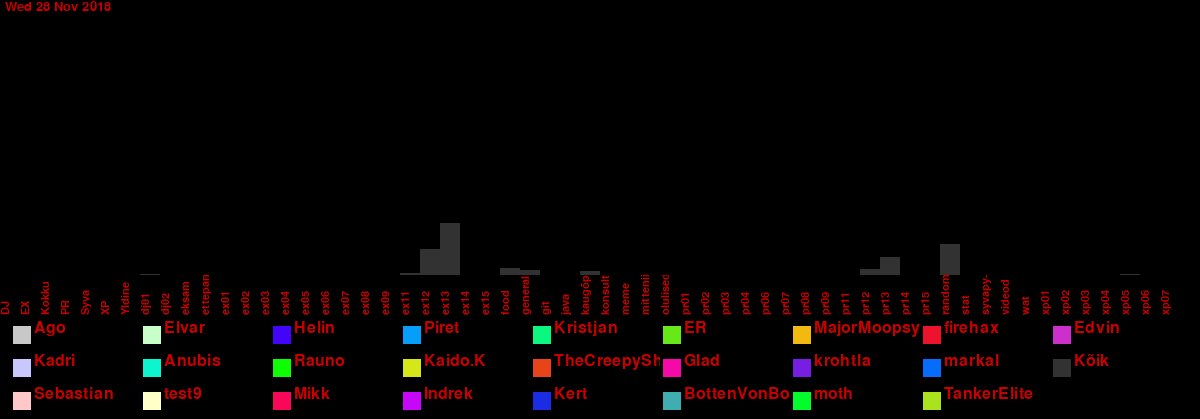 Wed 28 Nov 2018
DJ EX Kokku PR Syva XP Yldine dj01 dj02 eksam ettepan ex01 ex02 ex03 ex04 ex05 ex06 ex07 ex08 ex09 ex11 ex12 ex13 ex14 ex15 food general git java kaugõp konsult meme mittenii olulised pr01 pr02 pr03 pr04 pr06 pr07 pr08 pr09 pr11 pr12 pr13 pr14 pr15 random stat syvapy- videod wat xp01 xp02 xp03 xp04 xp05 xp06 xp07
Ago Elvar Helin Piret Kristjan ER MajorMoopsy firehax Edvin
Kadri Anubis Rauno Kaido.K TheCreepySh Glad krohtla markal Kõik
Sebastian test9 Mikk Indrek Kert BottenVonBo moth TankerElite